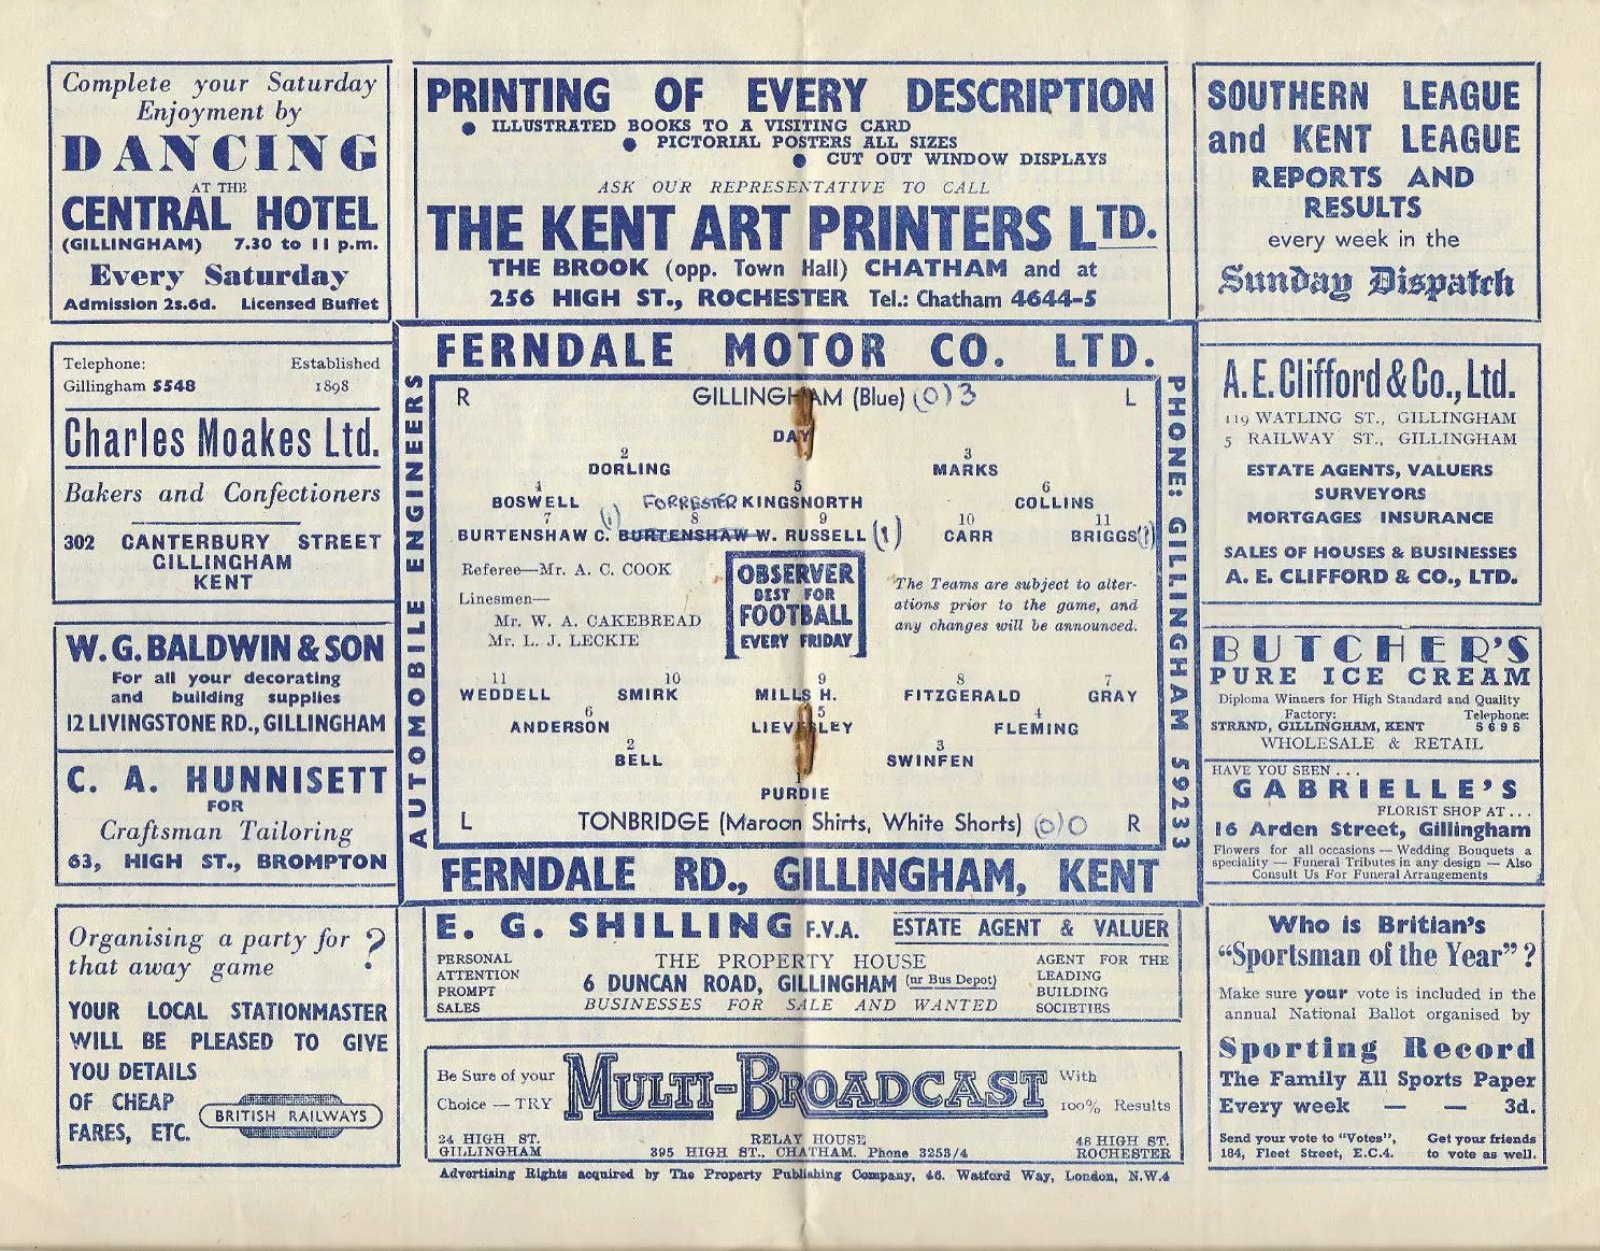 Complete your Saturday
Enjoyment by
DANCING
AT THE
CENTRAL HOTEL
(GILLINGHAM) 7.30 to 11 p.m.
Every Saturday
Admission 2s.6d. Licensed Buffet
PRINTING OF EVERY DESCRIPTION
● ILLUSTRATED BOOKS TO A VISITING CARD
● PICTORIAL POSTERS ALL SIZES
● CUT OUT WINDOW DISPLAYS
ASK OUR REPRESENTATIVE TO CALL
THE KENT ART PRINTERS LTD.
THE BROOK (opp. Town Hall) CHATHAM and at
256 HIGH ST., ROCHESTER Tel.: Chatham 4644-5
SOUTHERN LEAGUE
and KENT LEAGUE
REPORTS AND
RESULTS
every week in the
Sunday Dispatch
Telephone: Established
Gillingham 5548 1898
Charles Moakes Ltd.
Bakers and Confectioners
302 CANTERBURY STREET
GILLINGHAM
KENT
W. G. BALDWIN & SON
For all your decorating
and building supplies
12 LIVINGSTONE RD., GILLINGHAM
C. A. HUNNISETT
FOR
Craftsman Tailoring
63, HIGH ST., BROMPTON
FERNDALE MOTOR CO. LTD.
AUTOMOBILE ENGINEERS
R GILLINGHAM (Blue) (0) 3 L
DAY
2 3
DORLING MARKS
4 5 6
BOSWELL FORRESTER KINGSNORTH COLLINS
7 8 9 10 11
BURTENSHAW C. (1) BURTENSHAW W. RUSSELL (1) CARR BRIGGS (1)
Referee—Mr. A. C. COOK
Linesmen—
Mr. W. A. CAKEBREAD
Mr. L. J. LECKIE
OBSERVER
BEST FOR
FOOTBALL
EVERY FRIDAY
The Teams are subject to alter-
ations prior to the game, and
any changes will be announced.
11 10 9 8 7
WEDDELL SMIRK MILLS H. FITZGERALD GRAY
6 5 4
ANDERSON LIEVESLEY FLEMING
2 3
BELL SWINFEN
1
PURDIE
L TONBRIDGE (Maroon Shirts, White Shorts) (0) 0 R
PHONE: GILLINGHAM 59233
FERNDALE RD., GILLINGHAM, KENT
A. E. Clifford & Co., Ltd.
119 WATLING ST., GILLINGHAM
5 RAILWAY ST., GILLINGHAM
ESTATE AGENTS, VALUERS
SURVEYORS
MORTGAGES INSURANCE
SALES OF HOUSES & BUSINESSES
A. E. CLIFFORD & CO., LTD.
BUTCHER'S
PURE ICE CREAM
Diploma Winners for High Standard and Quality
Factory: Telephone:
STRAND, GILLINGHAM, KENT 5695
WHOLESALE & RETAIL
HAVE YOU SEEN . . .
GABRIELLE'S
FLORIST SHOP AT . . .
16 Arden Street, Gillingham
Flowers for all occasions — Wedding Bouquets a
speciality — Funeral Tributes in any design — Also
Consult Us For Funeral Arrangements
Organising a party for ?
that away game
YOUR LOCAL STATIONMASTER
WILL BE PLEASED TO GIVE
YOU DETAILS
OF CHEAP
FARES, ETC.
BRITISH RAILWAYS
E. G. SHILLING F.V.A. ESTATE AGENT & VALUER
PERSONAL
ATTENTION
PROMPT
SALES
THE PROPERTY HOUSE
6 DUNCAN ROAD, GILLINGHAM (nr Bus Depot)
BUSINESSES FOR SALE AND WANTED
AGENT FOR THE
LEADING
BUILDING
SOCIETIES
Be Sure of your
Choice — TRY
MULTI-BROADCAST
With
100% Results
24 HIGH ST. RELAY HOUSE 48 HIGH ST.
GILLINGHAM 395 HIGH ST., CHATHAM. Phone 3253/4 ROCHESTER
Advertising Rights acquired by The Property Publishing Company, 46. Watford Way, London, N.W.4
Who is Britian's
"Sportsman of the Year" ?
Make sure your vote is included in the
annual National Ballot organised by
Sporting Record
The Family All Sports Paper
Every week — — 3d.
Send your vote to "Votes", Get your friends
184, Fleet Street, E.C.4. to vote as well.